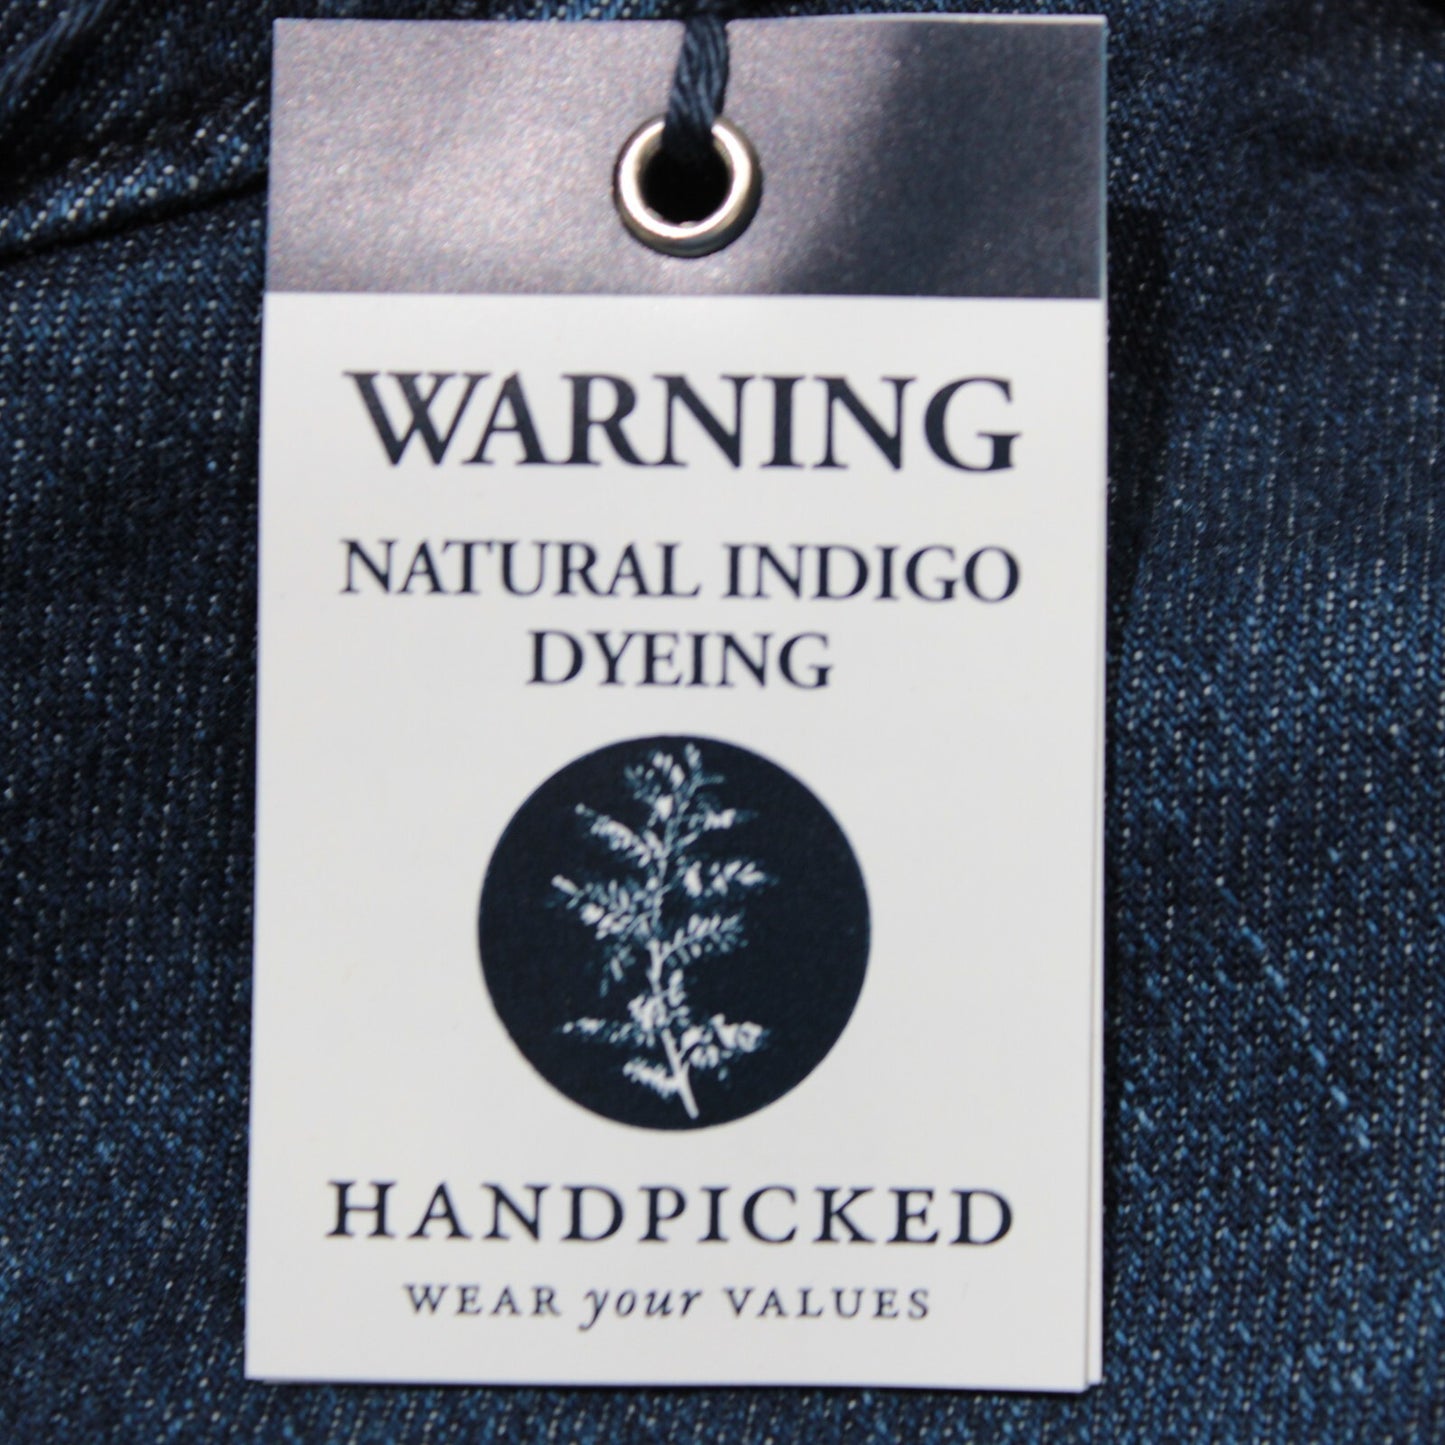 WARNING
NATURAL INDIGO
DYEING
HANDPICKED
WEAR your VALUES